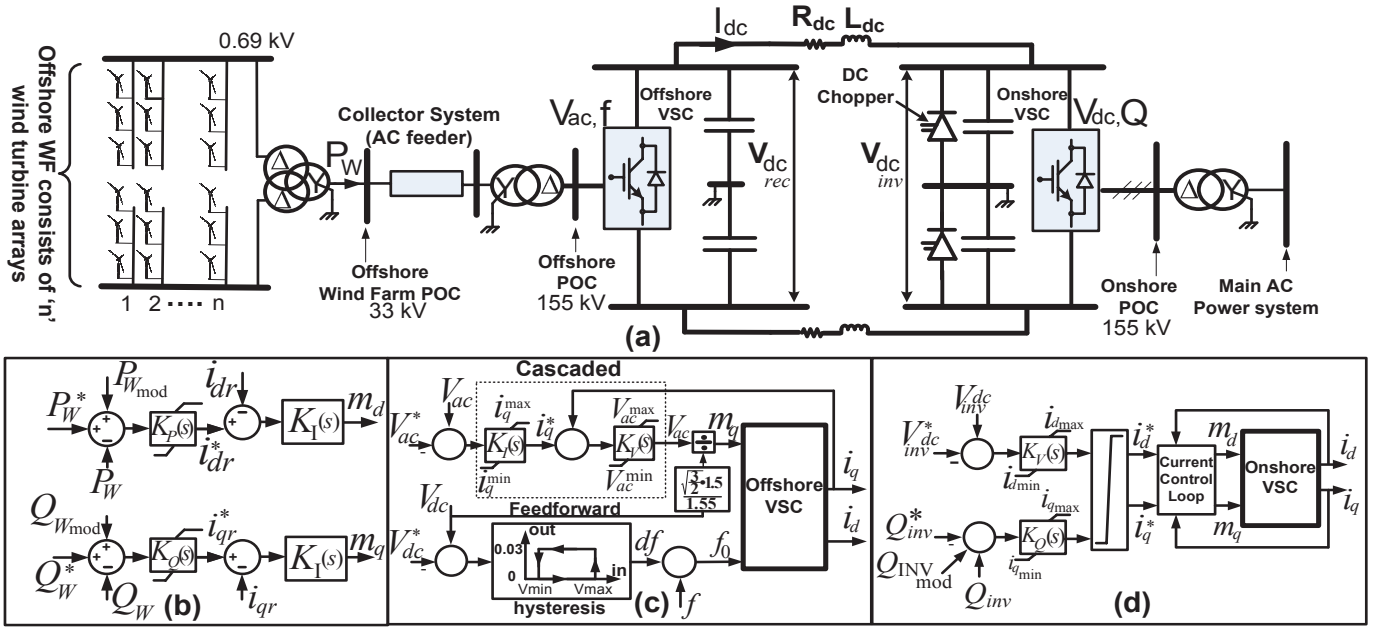 Offshore WF consists of 'n' wind turbine arrays
0.69 kV
1 2 ···· n
Δ
Δ
Y
P_W
Collector System
(AC feeder)
Offshore
Wind Farm POC
33 kV
Y Δ
Offshore
POC
155 kV
V_ac, f
Offshore
VSC
I_dc
R_dc L_dc
V_dc rec
V_dc inv
DC
Chopper
Onshore
VSC
V_dc, Q
Onshore
POC
155 kV
Δ Y
Main AC
Power system
(a)
P_W_mod
i_dr
P_W^*
+
+
-
K_P(s)
i_dr^*
-
K_I(s)
m_d
P_W
Q_W_mod
i_qr^*
Q_W^*
+
+
-
K_Q(s)
+
-
K_I(s)
m_q
Q_W
i_qr
(b)
Cascaded
V_ac
V_ac^*
-
i_q^max
K_I(s)
i_q^min
i_q^*
V_ac^max
K_V(s)
V_ac^min
V_ac
÷
m_q
√(3/2)•1.5
1.55
Offshore
VSC
i_q
i_d
V_dc
Feedforward
V_dc^*
-
out
0.03
0
in
Vmin Vmax
hysteresis
df
f_0
f
(c)
V_inv^dc
V_inv^dc*
-
i_dmax
K_V(s)
i_dmin
i_d^*
Current
Control
Loop
m_d
Onshore
VSC
i_d
i_q
i_q^*
m_q
Q_inv^*
-
i_qmax
K_Q(s)
i_qmin
Q_INV mod
Q_inv
(d)